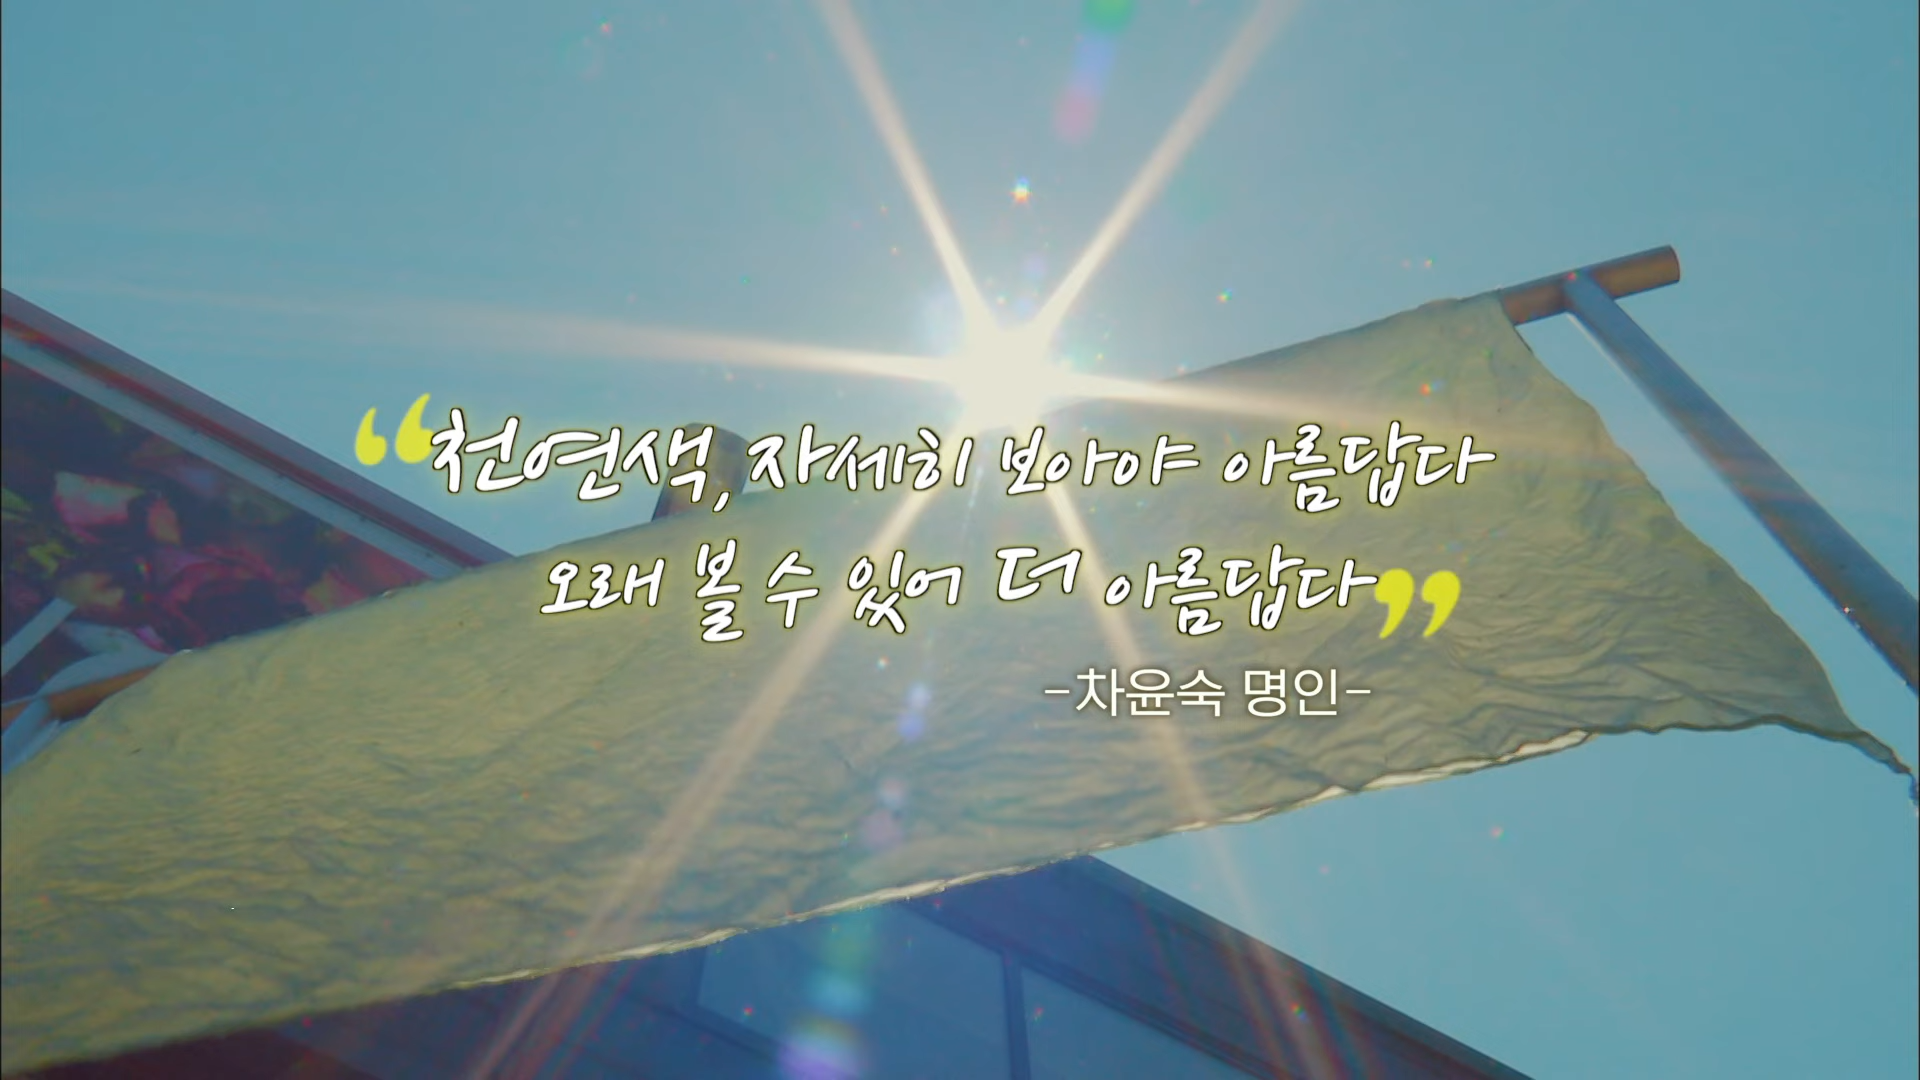 “천연색, 자세히 보아야 아름답다
오래 볼 수 있어 더 아름답다”
-차윤숙 명인-